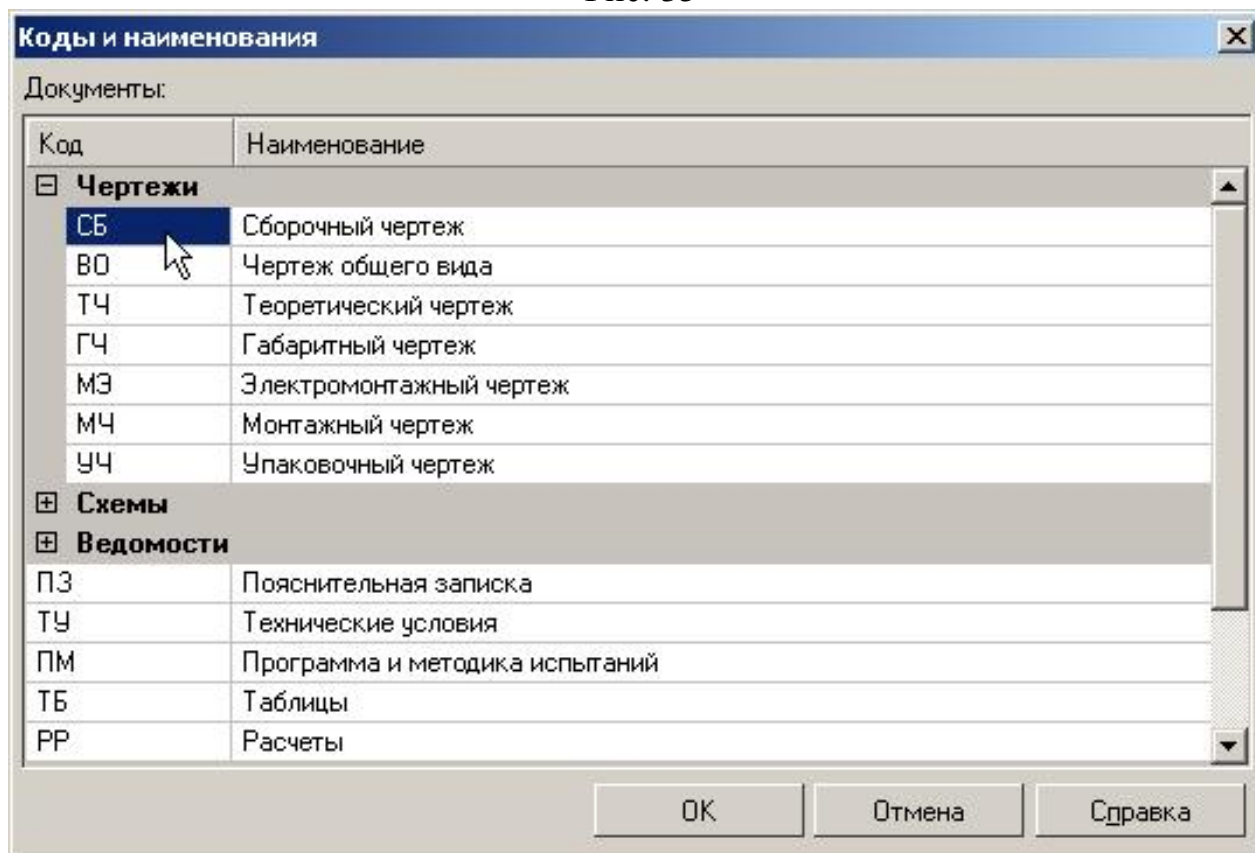 Коды и наименования
Документы:
Код Наименование
Чертежи
СБ Сборочный чертеж
ВО Чертеж общего вида
ТЧ Теоретический чертеж
ГЧ Габаритный чертеж
МЭ Электромонтажный чертеж
МЧ Монтажный чертеж
УЧ Упаковочный чертеж
Схемы
Ведомости
ПЗ Пояснительная записка
ТУ Технические условия
ПМ Программа и методика испытаний
ТБ Таблицы
РР Расчеты
OK Отмена Справка